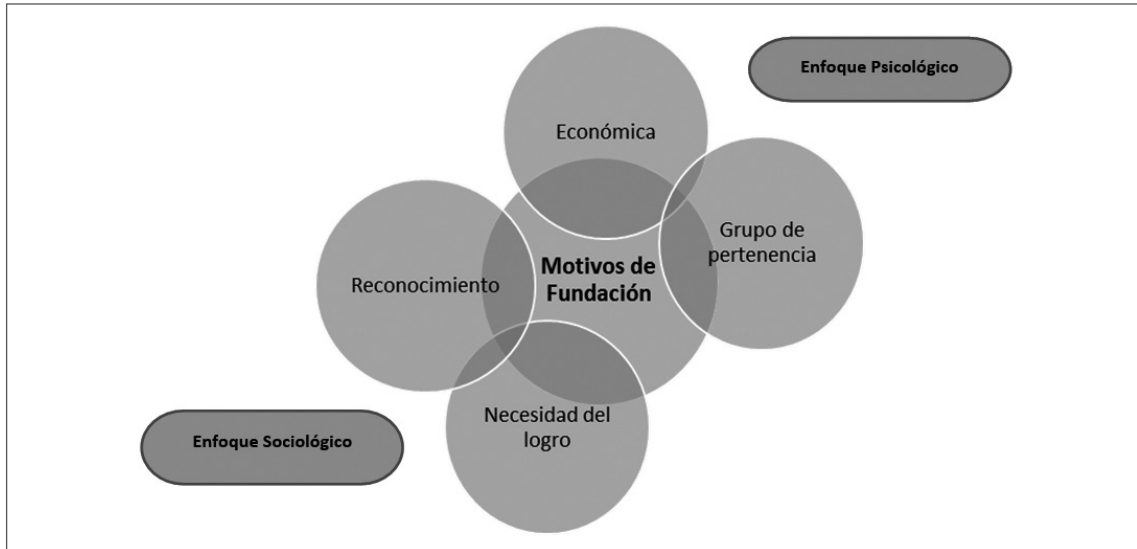 Enfoque Psicológico
Económica
Grupo de
pertenencia
Motivos de
Fundación
Reconocimiento
Necesidad del
logro
Enfoque Sociológico